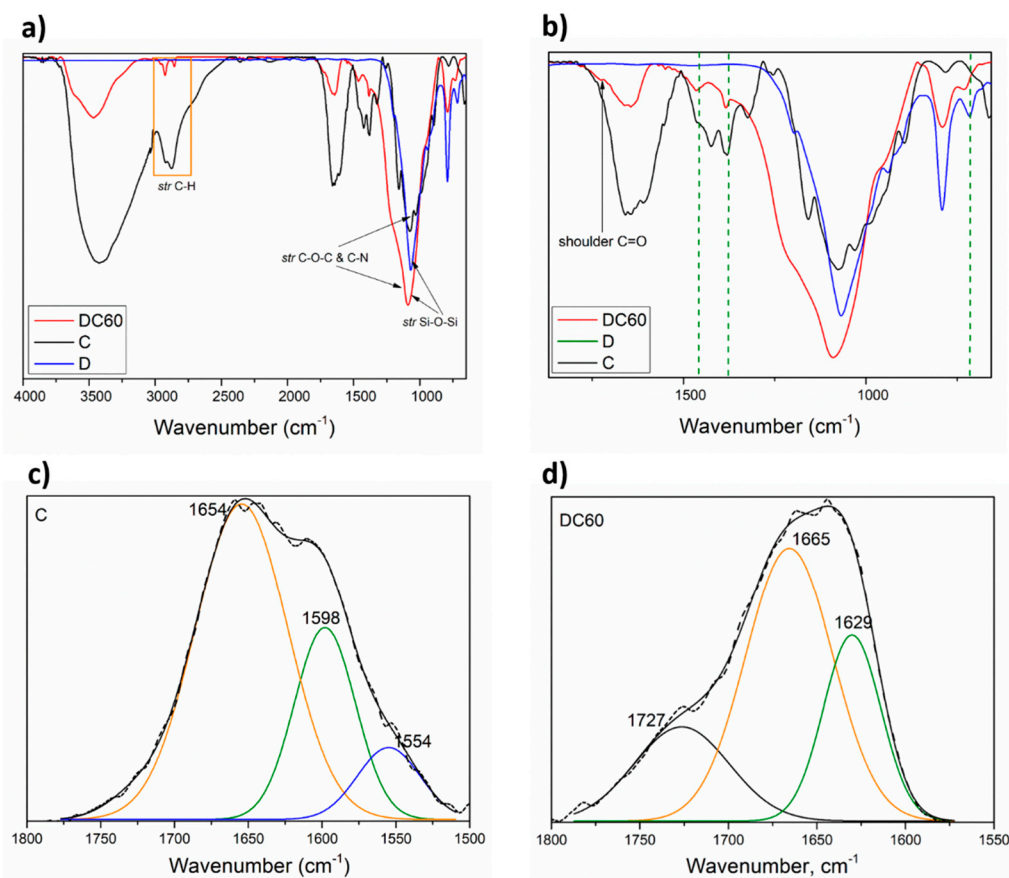 a)
str C-H
str C-O-C & C-N
str Si-O-Si
DC60
C
D
4000 3500 3000 2500 2000 1500 1000
Wavenumber (cm-1)
b)
shoulder C=O
DC60
D
C
1500 1000
Wavenumber (cm-1)
c)
C
1654
1598
1554
1800 1750 1700 1650 1600 1550 1500
Wavenumber (cm-1)
d)
DC60
1665
1629
1727
1800 1750 1700 1650 1600 1550
Wavenumber, cm-1